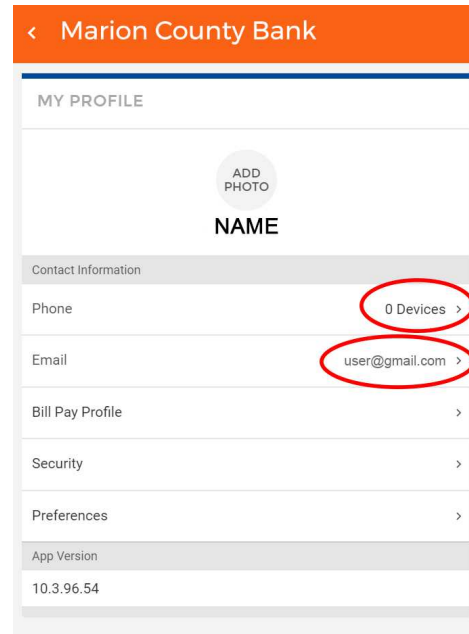 Marion County Bank
MY PROFILE
ADD
PHOTO
NAME
Contact Information
Phone 0 Devices
Email user@gmail.com
Bill Pay Profile
Security
Preferences
App Version
10.3.96.54